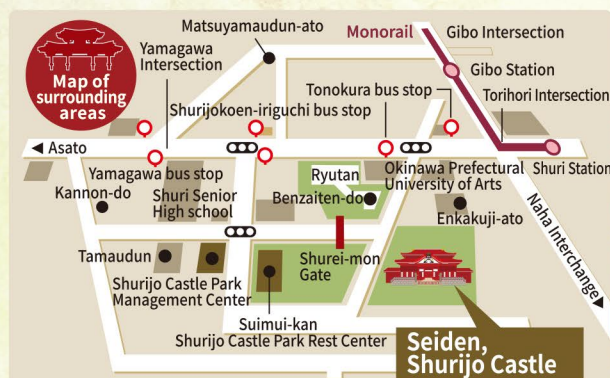 Map of
surrounding
areas
Matsuyamaudun-ato
Monorail
Gibo Intersection
Yamagawa
Intersection
Gibo Station
Tonokura bus stop
Torihori Intersection
Shurijokoen-iriguchi bus stop
◀ Asato
Yamagawa bus stop
Ryutan
Okinawa Prefectural
University of Arts
Shuri Station
Kannon-do
Shuri Senior
High school
Benzaiten-do
Enkakuji-ato
Naha Interchange
Tamaudun
Shurijo Castle Park
Management Center
Shurei-mon
Gate
Suimui-kan
Shurijo Castle Park Rest Center
Seiden,
Shurijo Castle